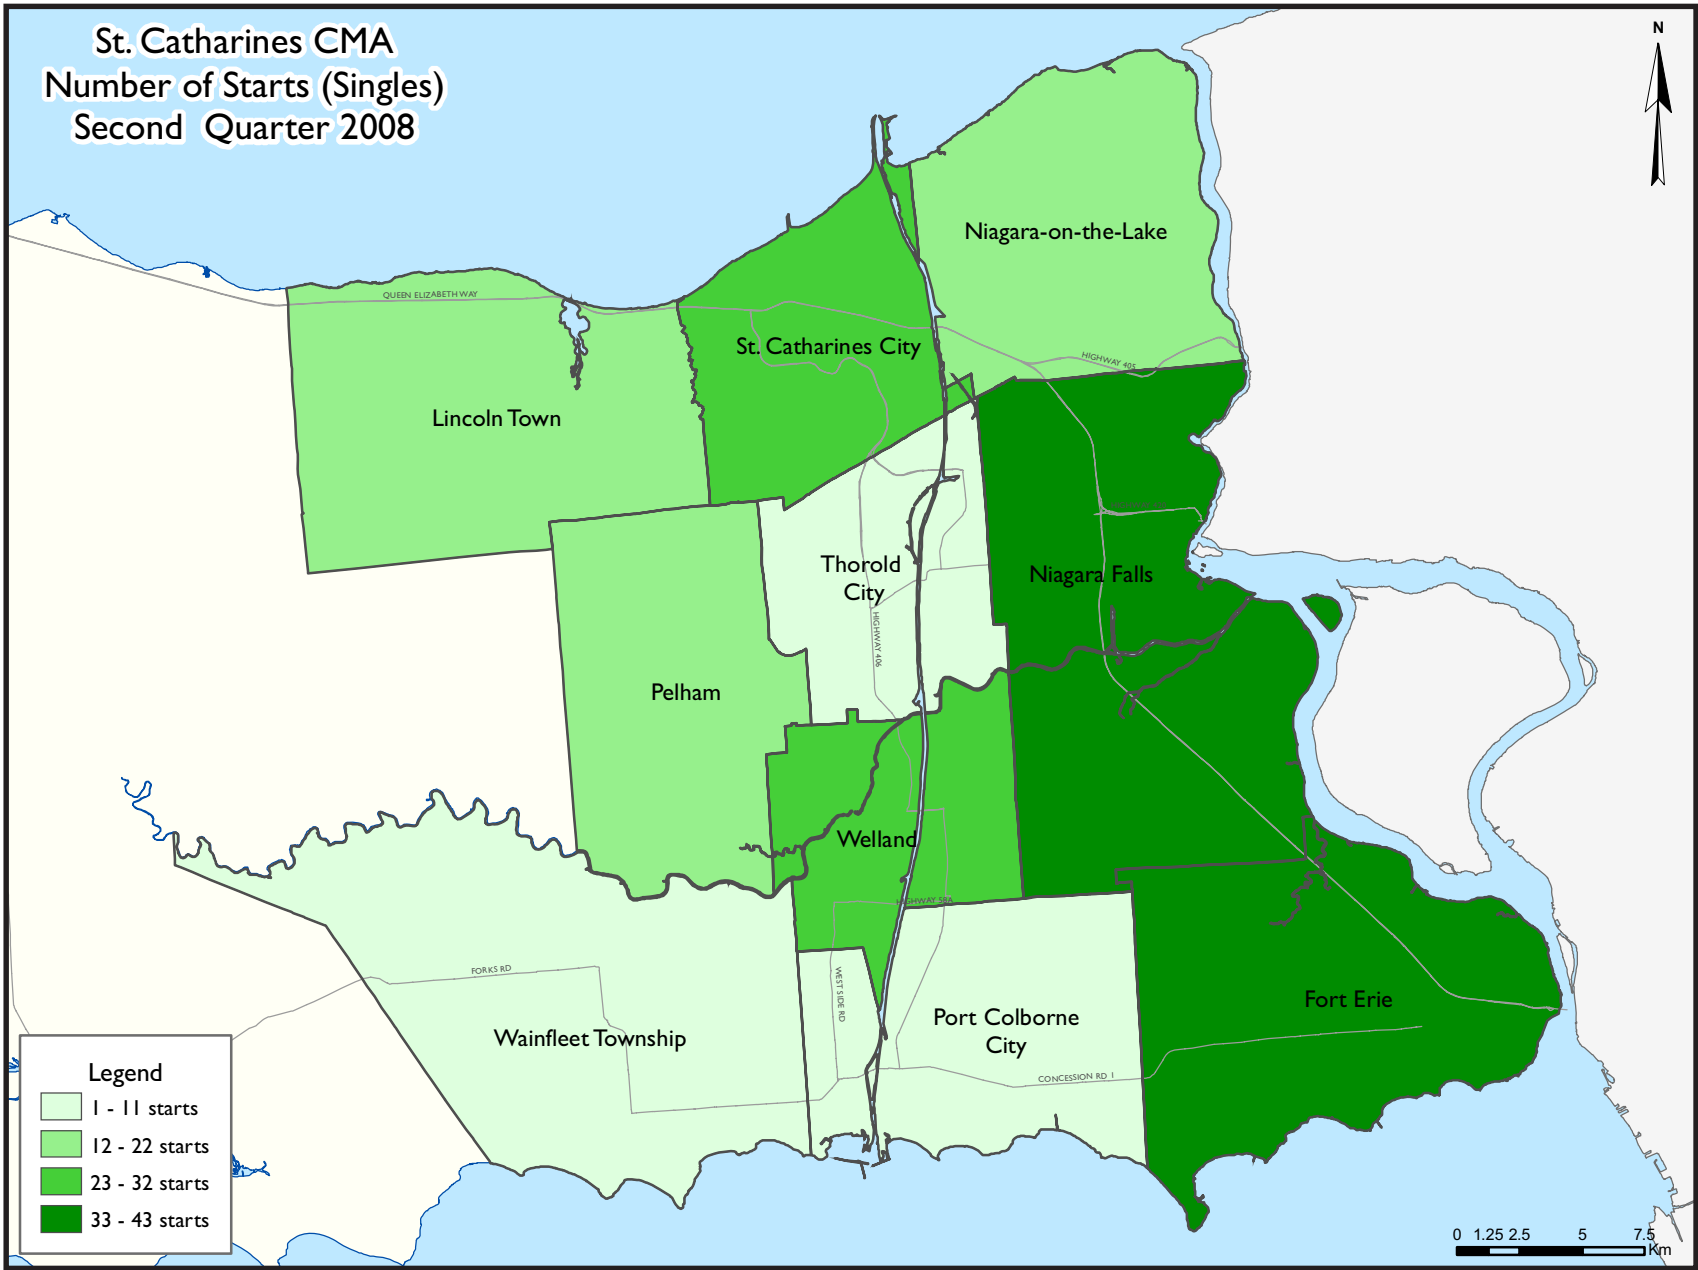 St. Catharines CMA
Number of Starts (Singles)
Second Quarter 2008
N
Niagara-on-the-Lake
QUEEN ELIZABETH WAY
St. Catharines City
HIGHWAY 405
Lincoln Town
Thorold
City
Niagara Falls
HIGHWAY 406
Pelham
Welland
HIGHWAY 58A
FORKS RD
WEST SIDE RD
Fort Erie
Port Colborne
City
Wainfleet Township
CONCESSION RD 1
Legend
1 - 11 starts
12 - 22 starts
23 - 32 starts
33 - 43 starts
0 1.25 2.5 5 7.5
Km